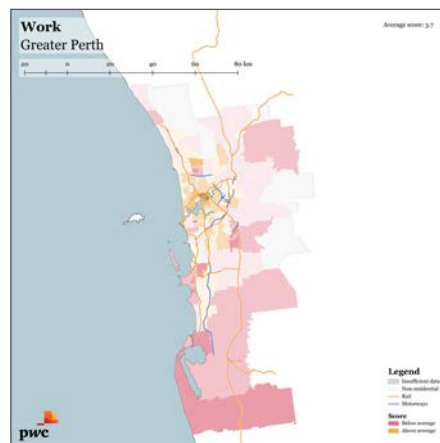 Work
Greater Perth
Average score: 3.7
20 0 20 40 60 80 km
Legend
Insufficient data
Non-residential
Rail
Motorways
Score
Below average
Above average
pwc